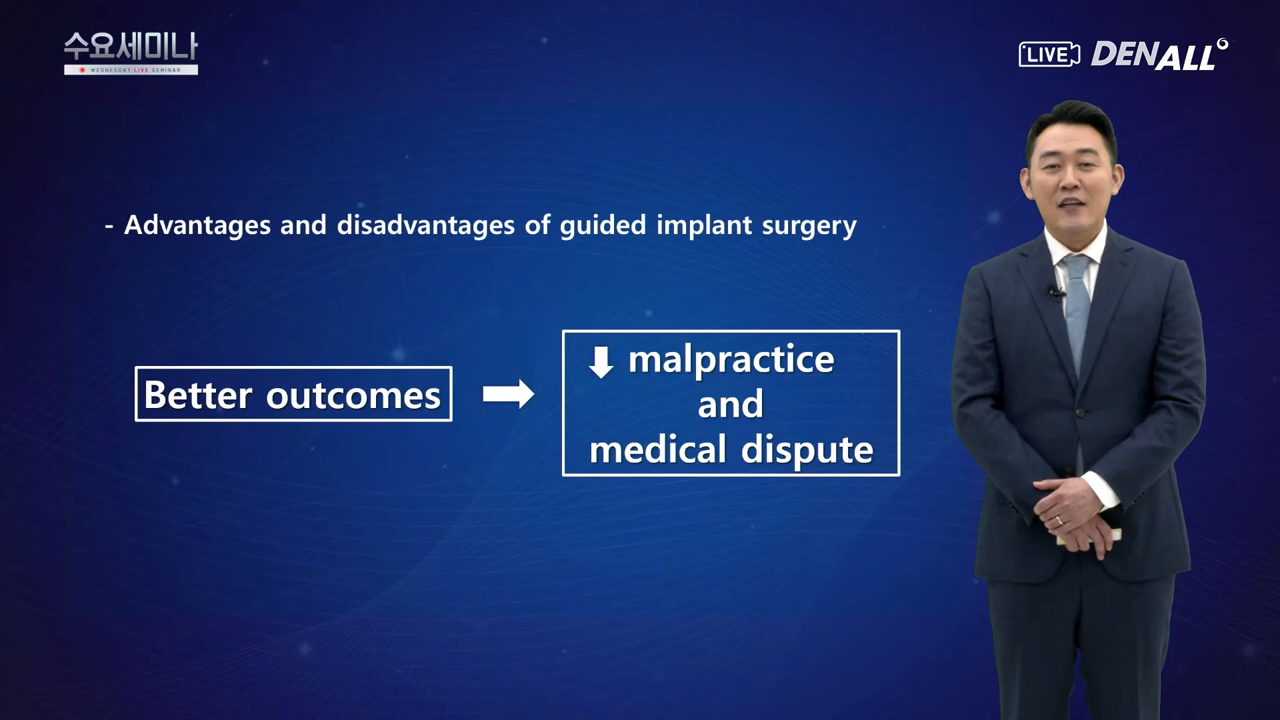 수요세미나
WEDNESDAY LIVE SEMINAR
LIVE DENALL
- Advantages and disadvantages of guided implant surgery
Better outcomes
malpractice
and
medical dispute